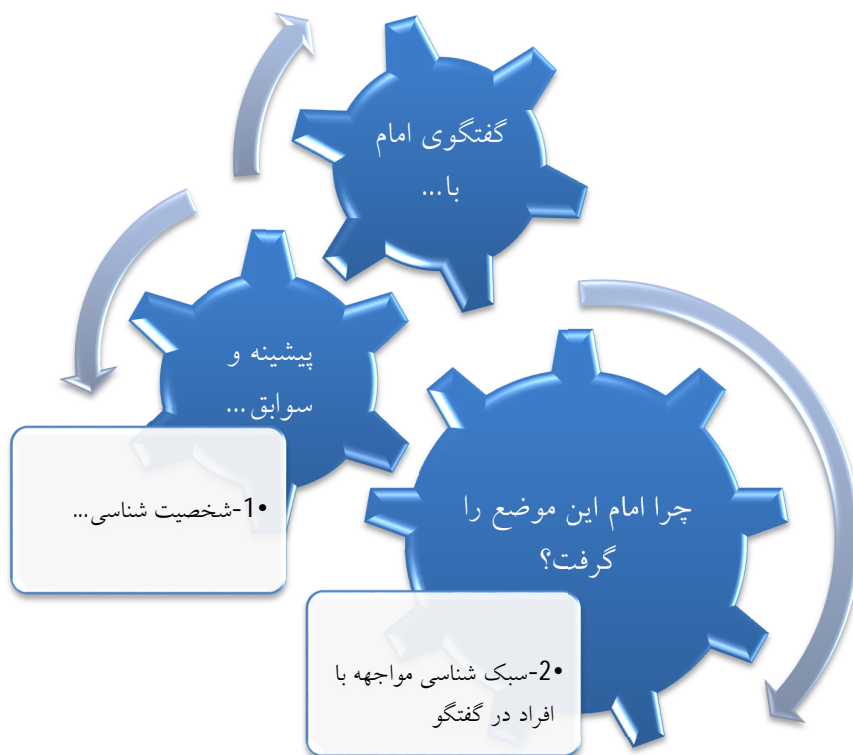 گفتگوی امام
با...
پیشینه و
سوابق...
•1-شخصیت شناسی...
چرا امام این موضع را
گرفت؟
•2-سبک شناسی مواجهه با
افراد در گفتگو